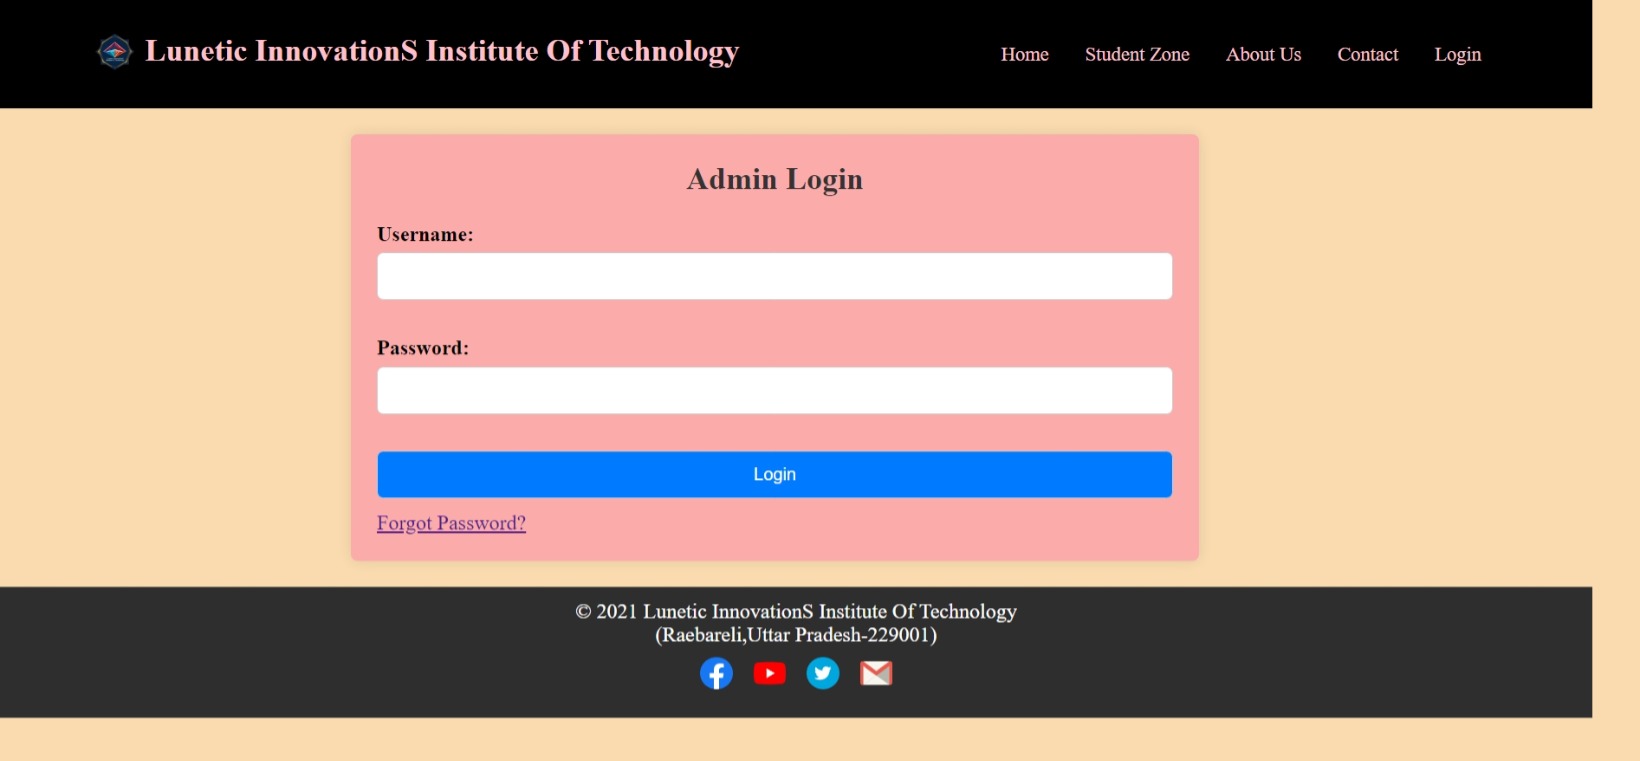 Lunetic InnovationS Institute Of Technology
Home Student Zone About Us Contact Login
Admin Login
Username:
Password:
Login
Forgot Password?
© 2021 Lunetic InnovationS Institute Of Technology
(Raebareli,Uttar Pradesh-229001)